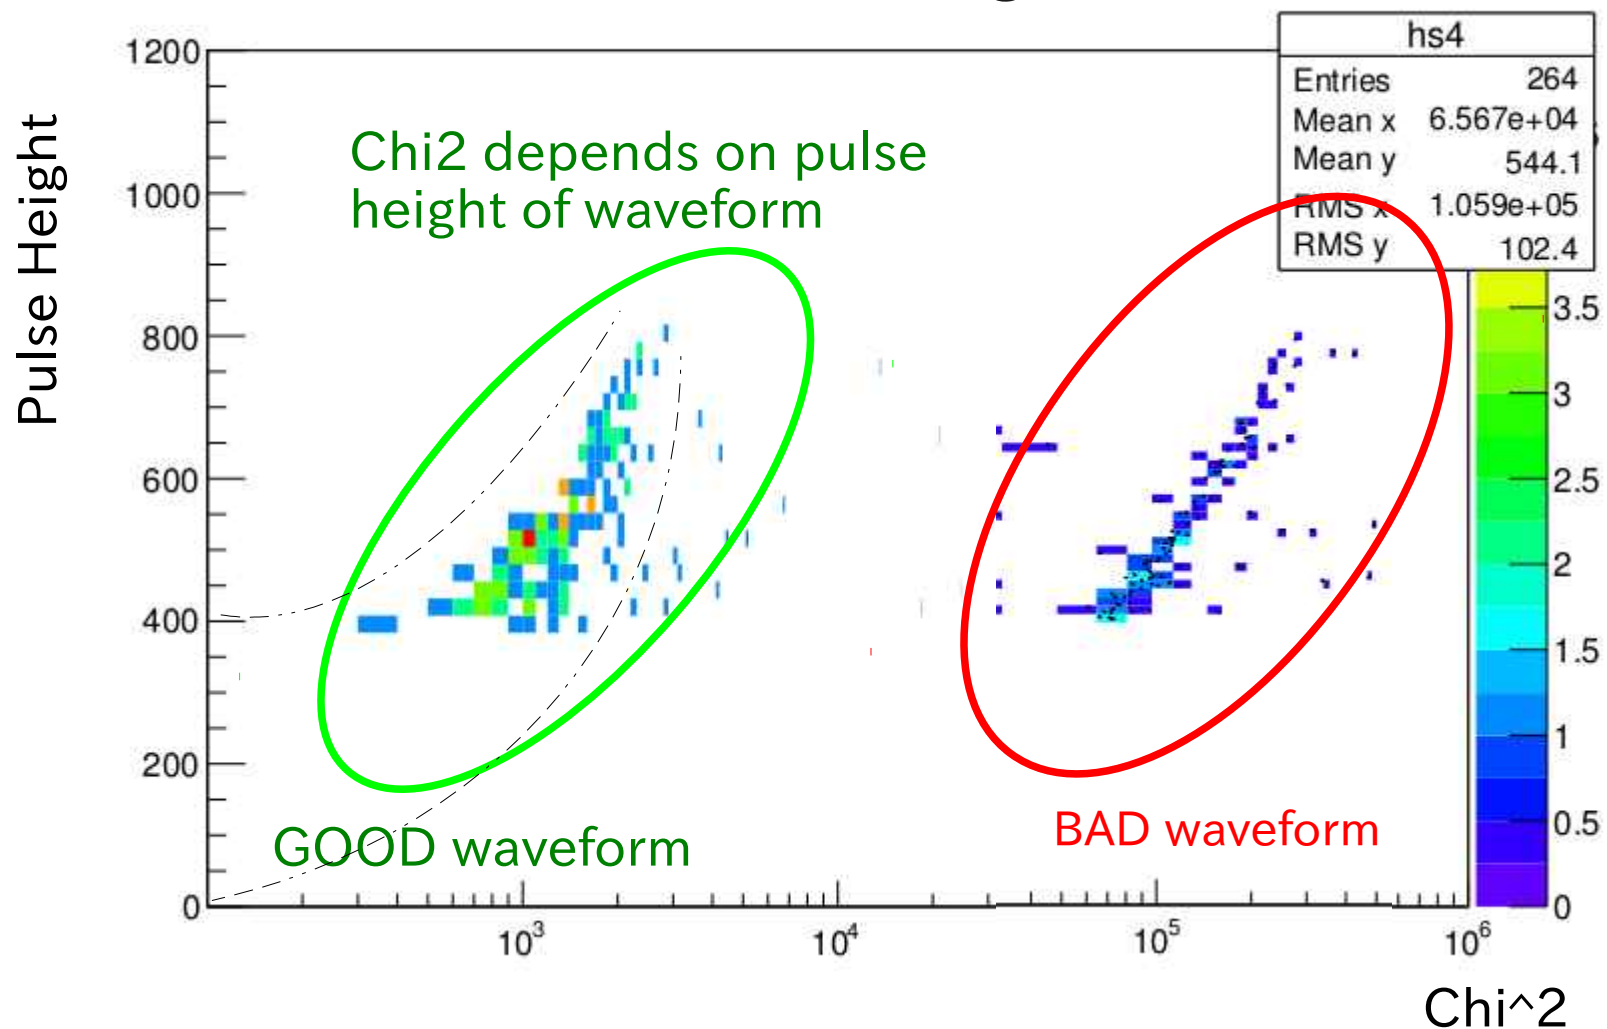 hs4
Entries 264
Mean x 6.567e+04
Mean y 544.1
RMS x 1.059e+05
RMS y 102.4
Pulse Height
1200
1000
800
600
400
200
0
Chi2 depends on pulse
height of waveform
GOOD waveform
BAD waveform
3.5
3
2.5
2
1.5
1
0.5
0
10³ 10⁴ 10⁵ 10⁶
Chi^2